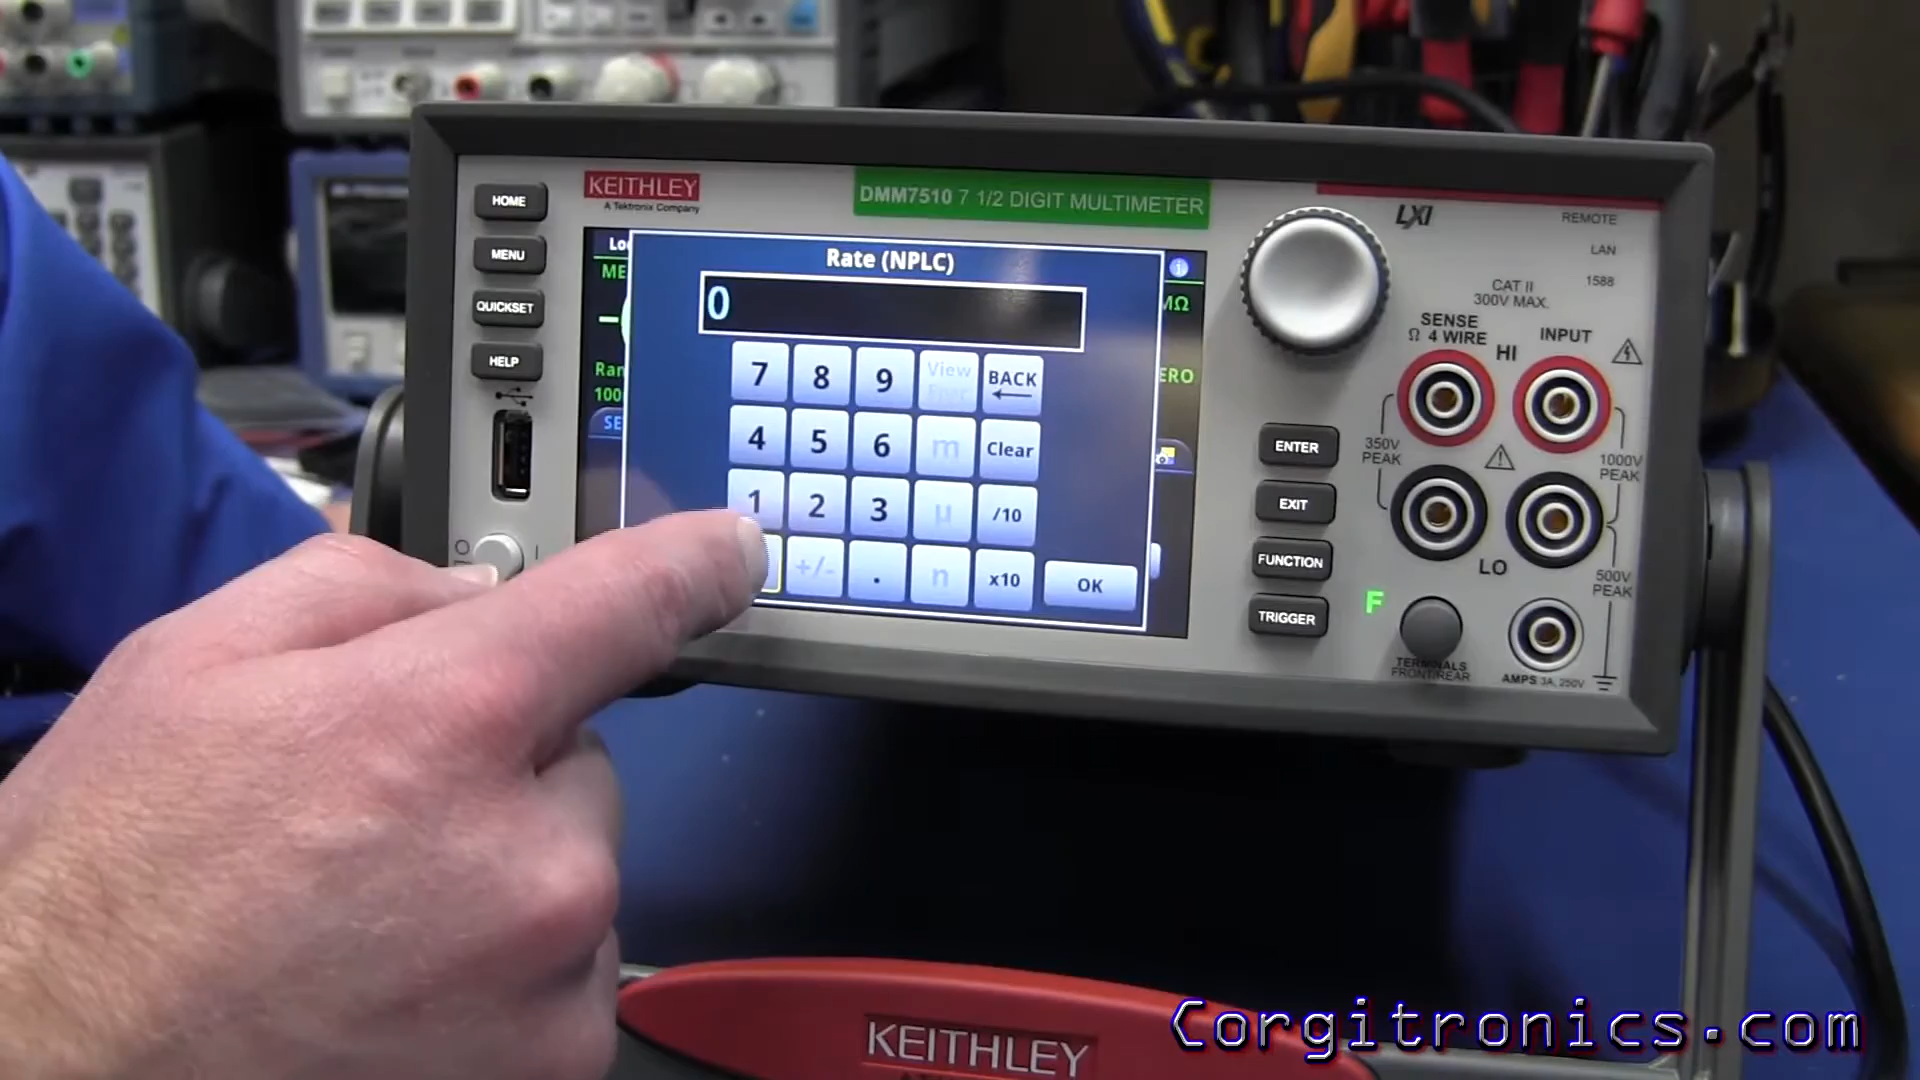 KEITHLEY
A Tektronix Company
DMM7510 7 1/2 DIGIT MULTIMETER
LXI
REMOTE
LAN
1588
HOME
MENU
QUICKSET
HELP
Rate (NPLC)
0
MΩ
-
100
7 8 9 View BACK
4 5 6 m Clear
1 2 3 µ /10
+/- . n x10 OK
CAT II
300V MAX.
SENSE
Ω 4 WIRE
HI
INPUT
350V
PEAK
1000V
PEAK
LO
500V
PEAK
ENTER
EXIT
FUNCTION
TRIGGER
F
TERMINALS
FRONT/REAR
AMPS 3A, 250V
O
I
KEITHLEY
Corgitronics.com